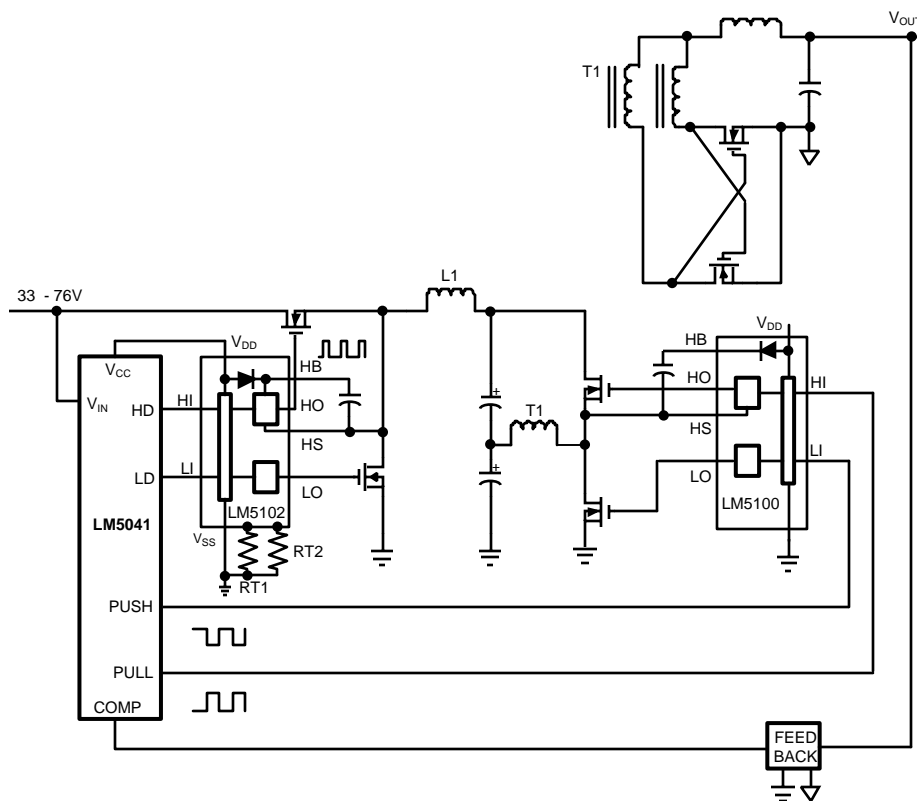 VOUT
T1
L1
33 - 76V
VDD
VDD
HB
HB
VCC
VIN
HD
HI
HO
HO
HI
HS
HS
LD
LI
LO
LO
LI
T1
LM5041
LM5102
LM5100
VSS
RT2
RT1
PUSH
PULL
COMP
FEED
BACK